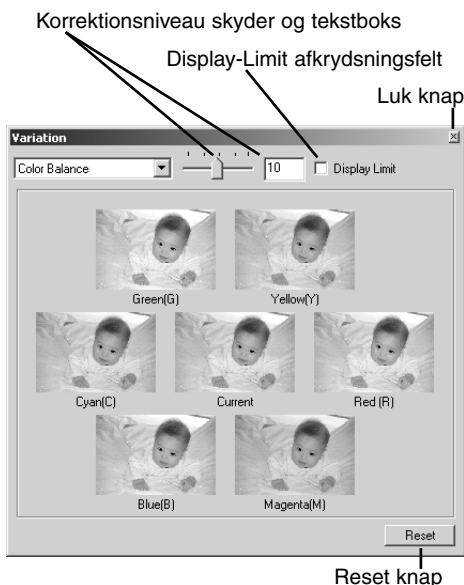 Korrektionsniveau skyder og tekstboks
Display-Limit afkrydsningsfelt
Luk knap
Variation
Color Balance
10
Display Limit
Green(G)
Yellow(Y)
Cyan(C)
Current
Red (R)
Blue(B)
Magenta(M)
Reset
Reset knap